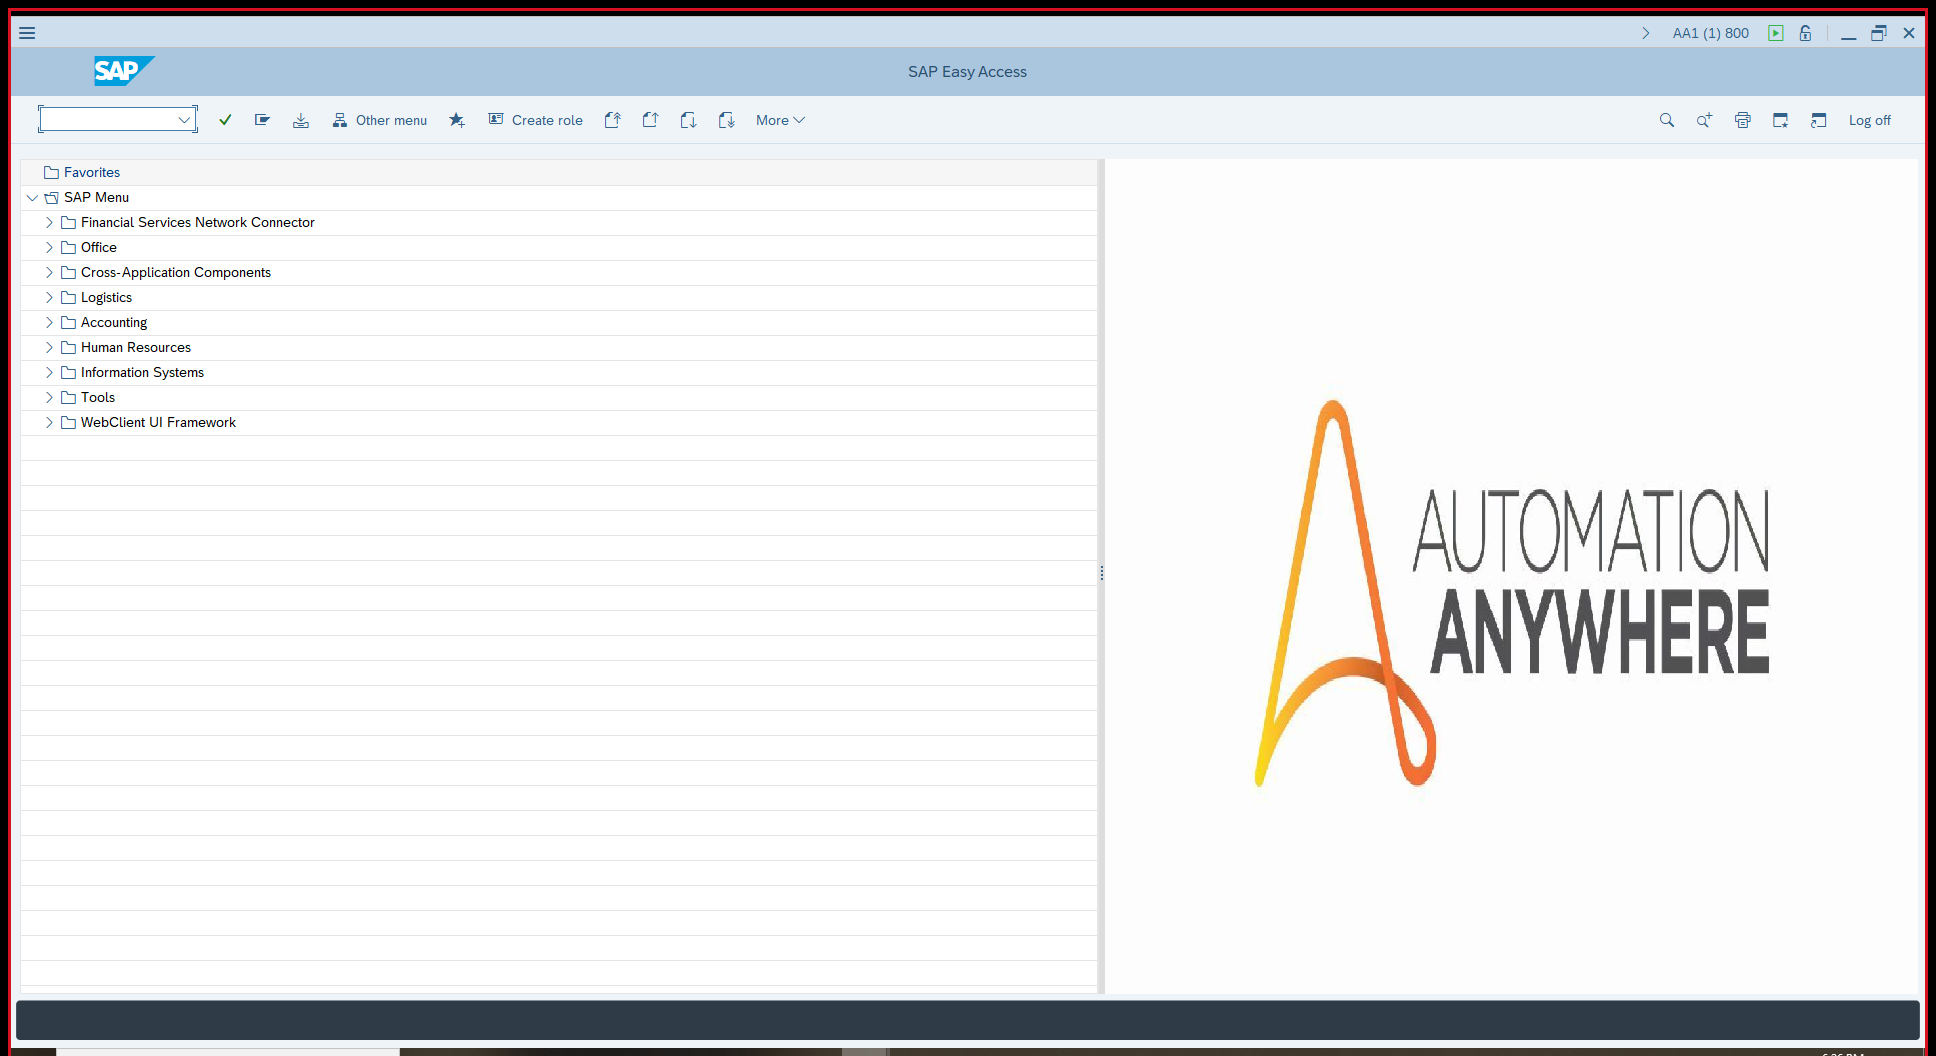 AA1 (1) 800
SAP
SAP Easy Access
Other menu
Create role
More
Log off
Favorites
SAP Menu
Financial Services Network Connector
Office
Cross-Application Components
Logistics
Accounting
Human Resources
Information Systems
Tools
WebClient UI Framework
AUTOMATION
ANYWHERE